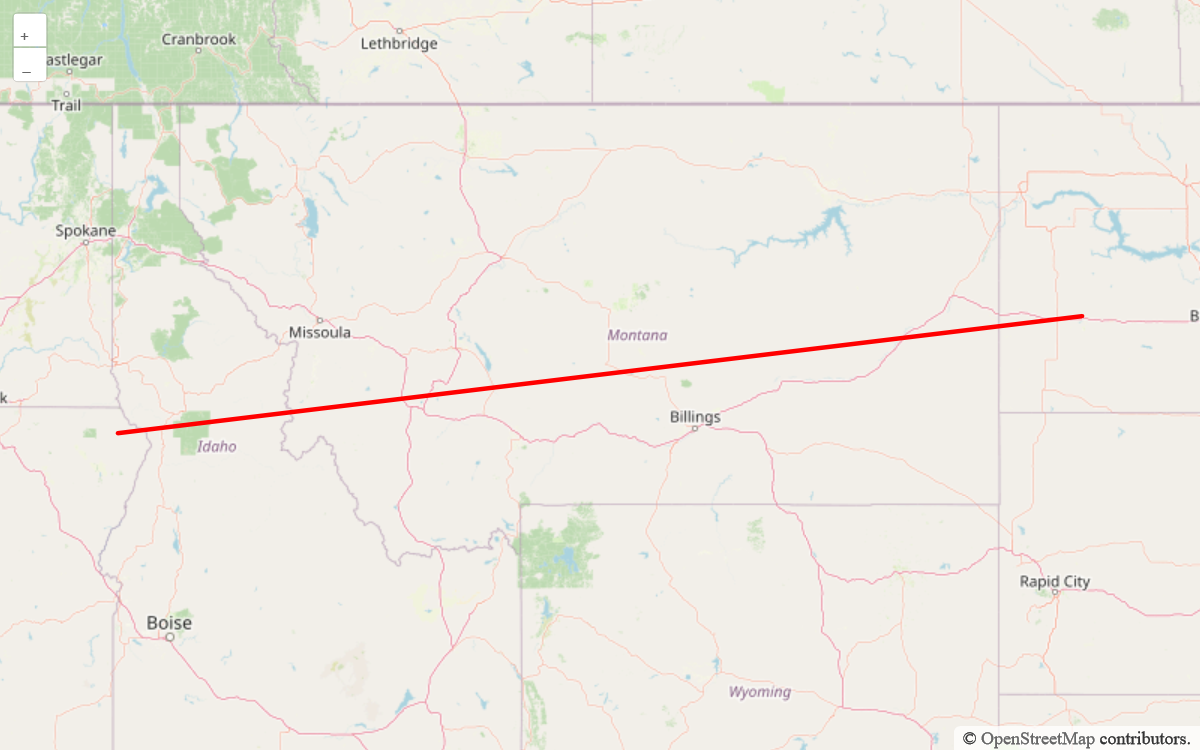 +
–
Cranbrook
Lethbridge
astlegar
Trail
Spokane
Missoula
Montana
B
k
Billings
Idaho
Rapid City
Boise
Wyoming
© OpenStreetMap contributors.